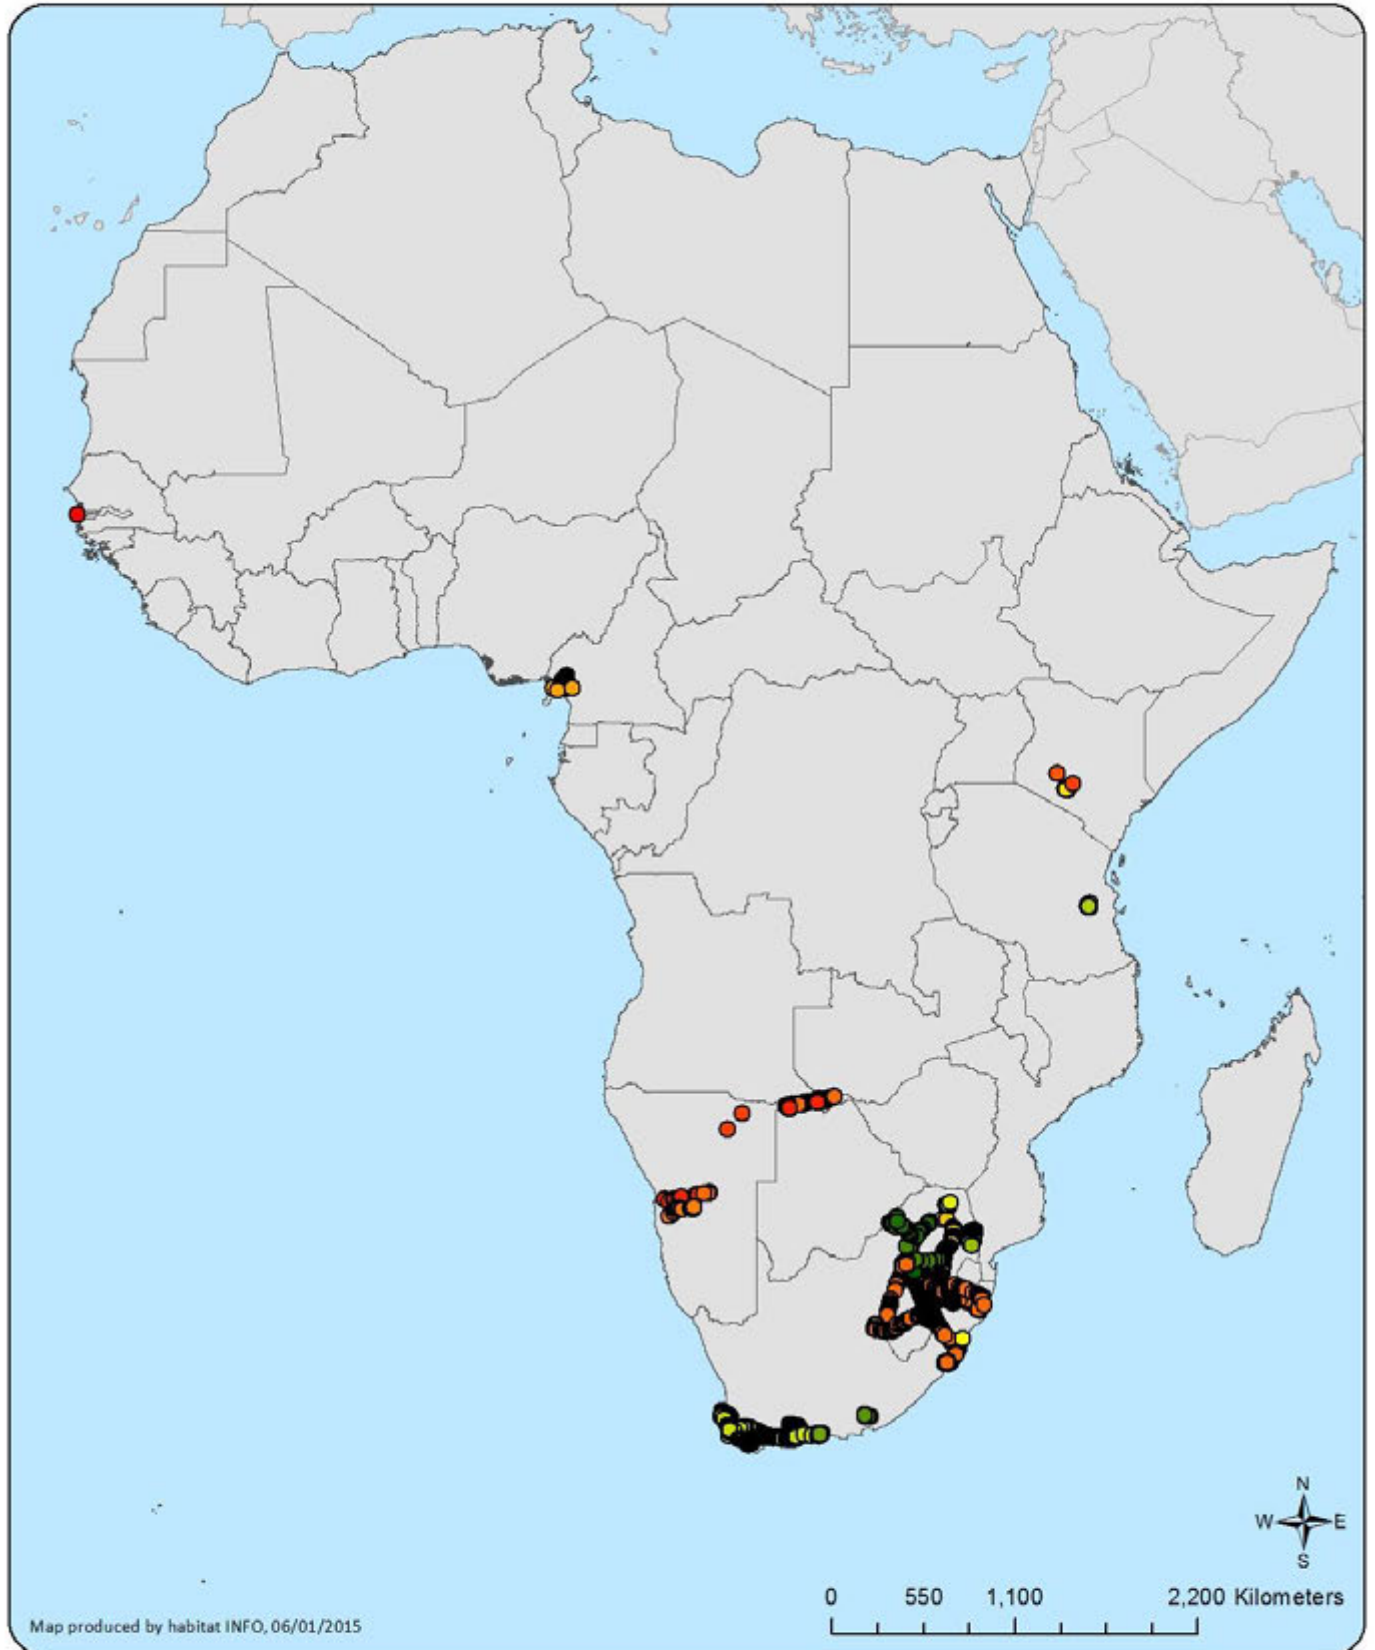 N
W E
S
0 550 1,100 2,200 Kilometers
Map produced by habitat INFO, 06/01/2015